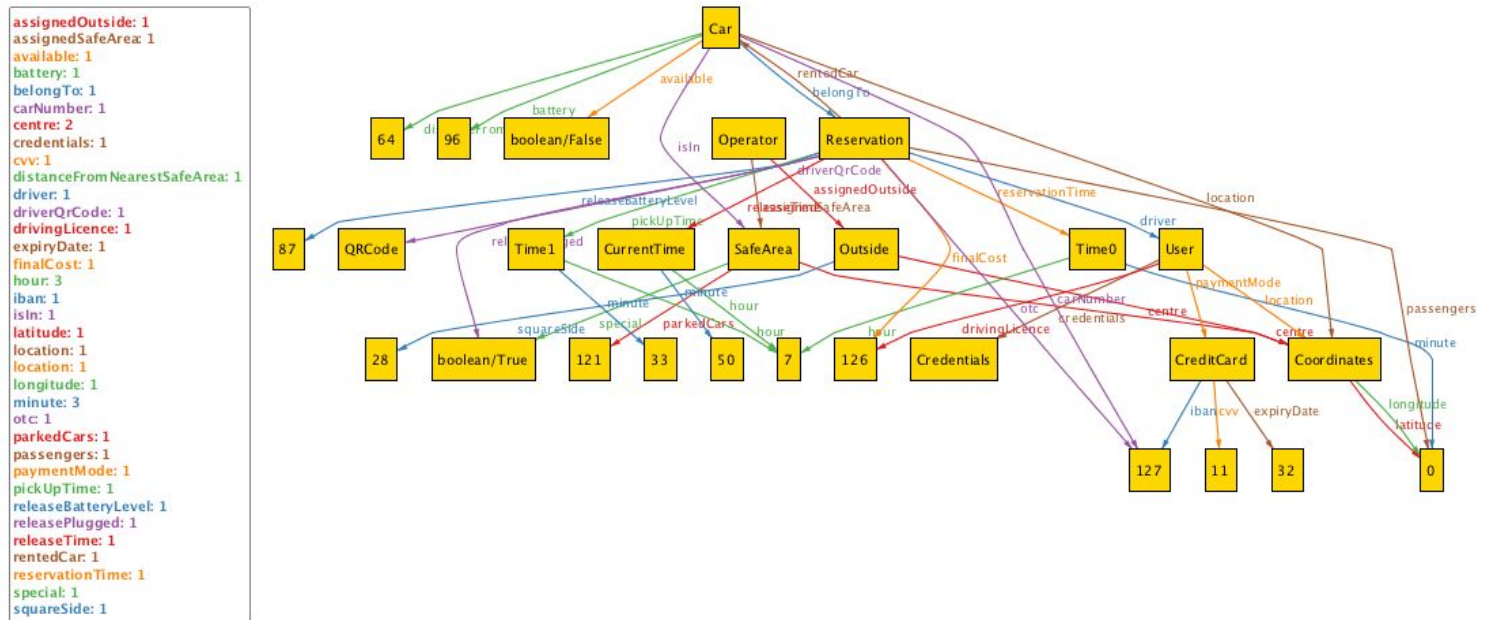 assignedOutside: 1
assignedSafeArea: 1
available: 1
battery: 1
belongTo: 1
carNumber: 1
centre: 2
credentials: 1
cvv: 1
distanceFromNearestSafeArea: 1
driver: 1
driverQrCode: 1
drivingLicence: 1
expiryDate: 1
finalCost: 1
hour: 3
iban: 1
isIn: 1
latitude: 1
location: 1
location: 1
longitude: 1
minute: 3
otc: 1
parkedCars: 1
passengers: 1
paymentMode: 1
pickUpTime: 1
releaseBatteryLevel: 1
releasePlugged: 1
releaseTime: 1
rentedCar: 1
reservationTime: 1
special: 1
squareSide: 1
Car
available
rentedCar
belongTo
battery
64
96
boolean/False
Operator
Reservation
isIn
driverQrCode
assignedOutside
reservationTime
location
releaseBatteryLevel
pickUpTime
driver
87
QRCode
Time1
CurrentTime
SafeArea
Outside
Time0
User
finalCost
paymentMode
minute
minute
hour
otc
carNumber
location
centre
passengers
squareSide
special
parkedCars
hour
hour
drivingLicence
credentials
centre
minute
28
boolean/True
121
33
50
7
126
Credentials
CreditCard
Coordinates
iban
cvv
expiryDate
longitude
latitude
127
11
32
0